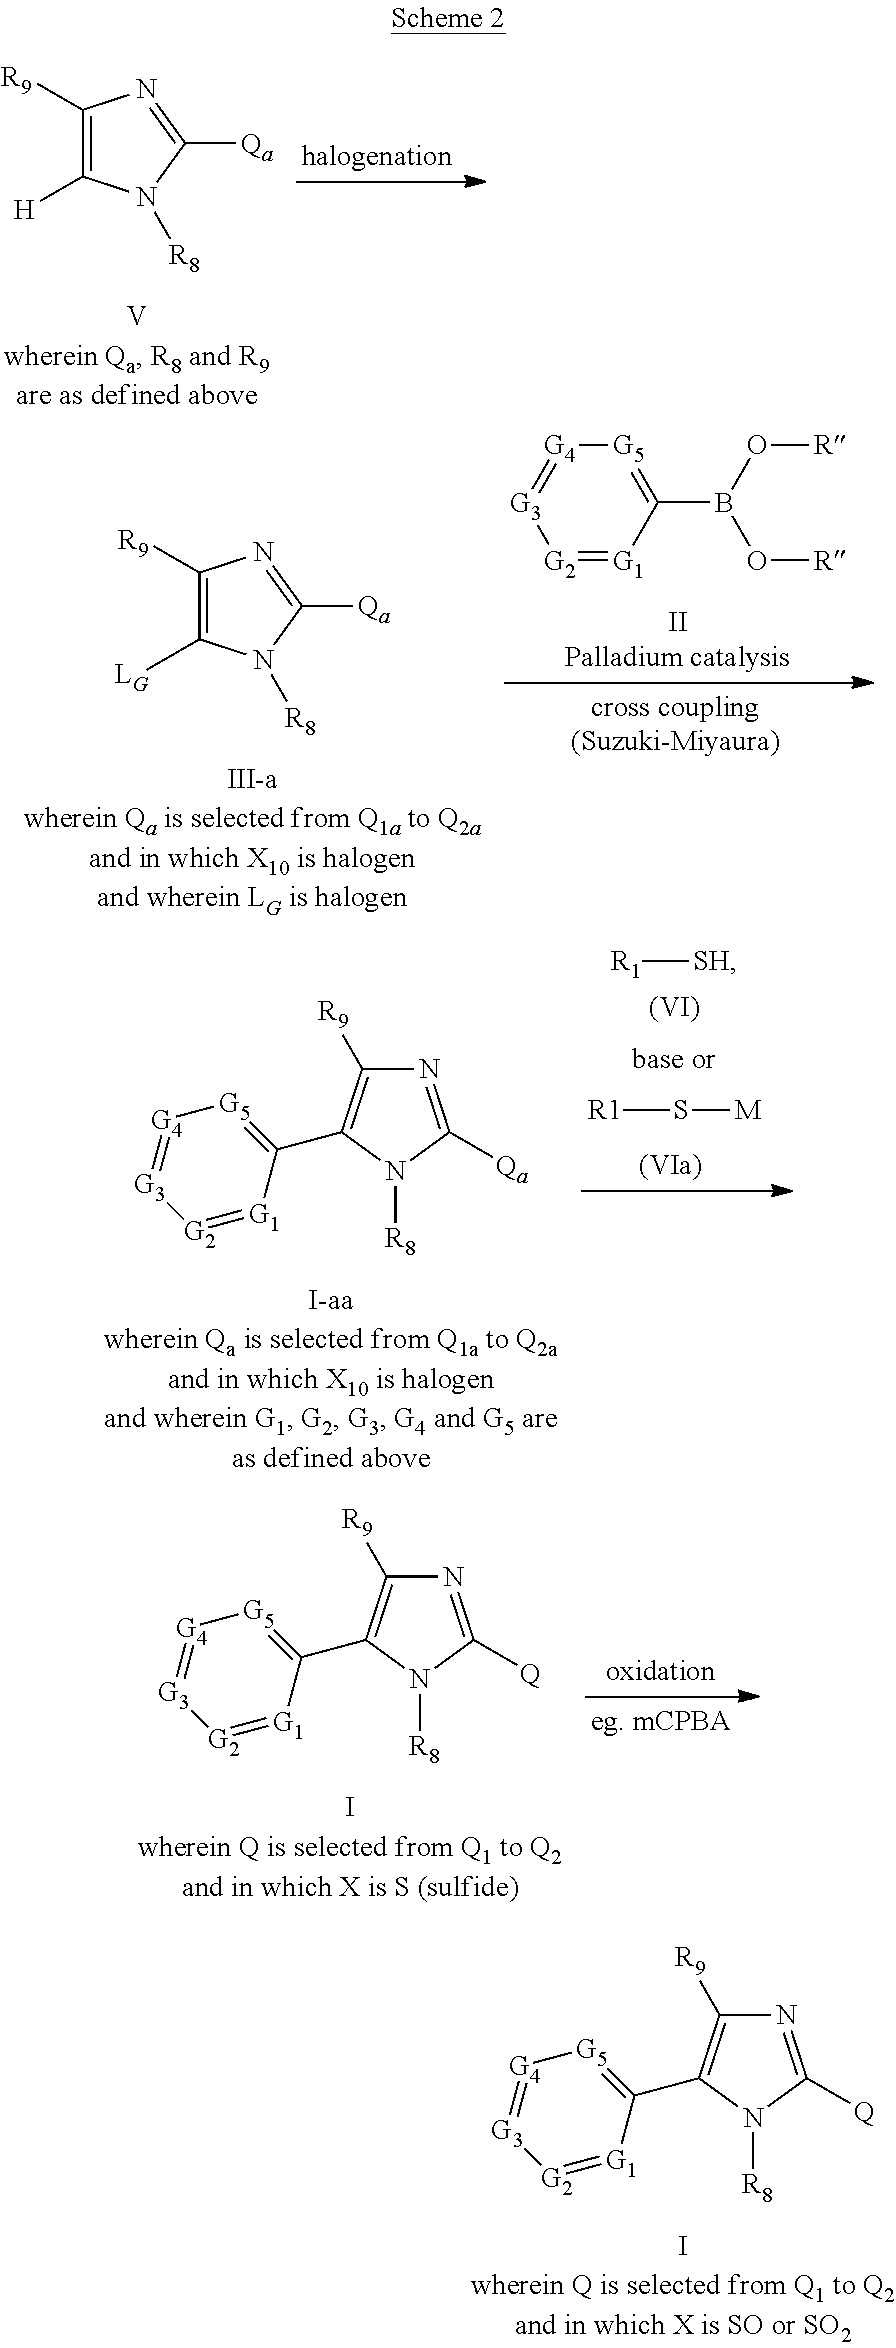 Scheme 2
R9
N
Qa
halogenation
N
H
R8
V
wherein Qa, R8 and R9
are as defined above
G4
G5
O
R″
G3
B
G2
G1
O
R″
II
R9
N
Qa
LG
N
R8
Palladium catalysis
cross coupling
(Suzuki-Miyaura)
III-a
wherein Qa is selected from Q1a to Q2a
and in which X10 is halogen
and wherein LG is halogen
R1
SH,
(VI)
base or
R1
S
M
(VIa)
R9
N
G5
G4
G3
G2
G1
N
Qa
R8
I-aa
wherein Qa is selected from Q1a to Q2a
and in which X10 is halogen
and wherein G1, G2, G3, G4 and G5 are
as defined above
R9
N
G5
G4
G3
G2
G1
N
Q
R8
oxidation
eg. mCPBA
I
wherein Q is selected from Q1 to Q2
and in which X is S (sulfide)
R9
N
G5
G4
G3
G2
G1
N
Q
R8
I
wherein Q is selected from Q1 to Q2
and in which X is SO or SO2